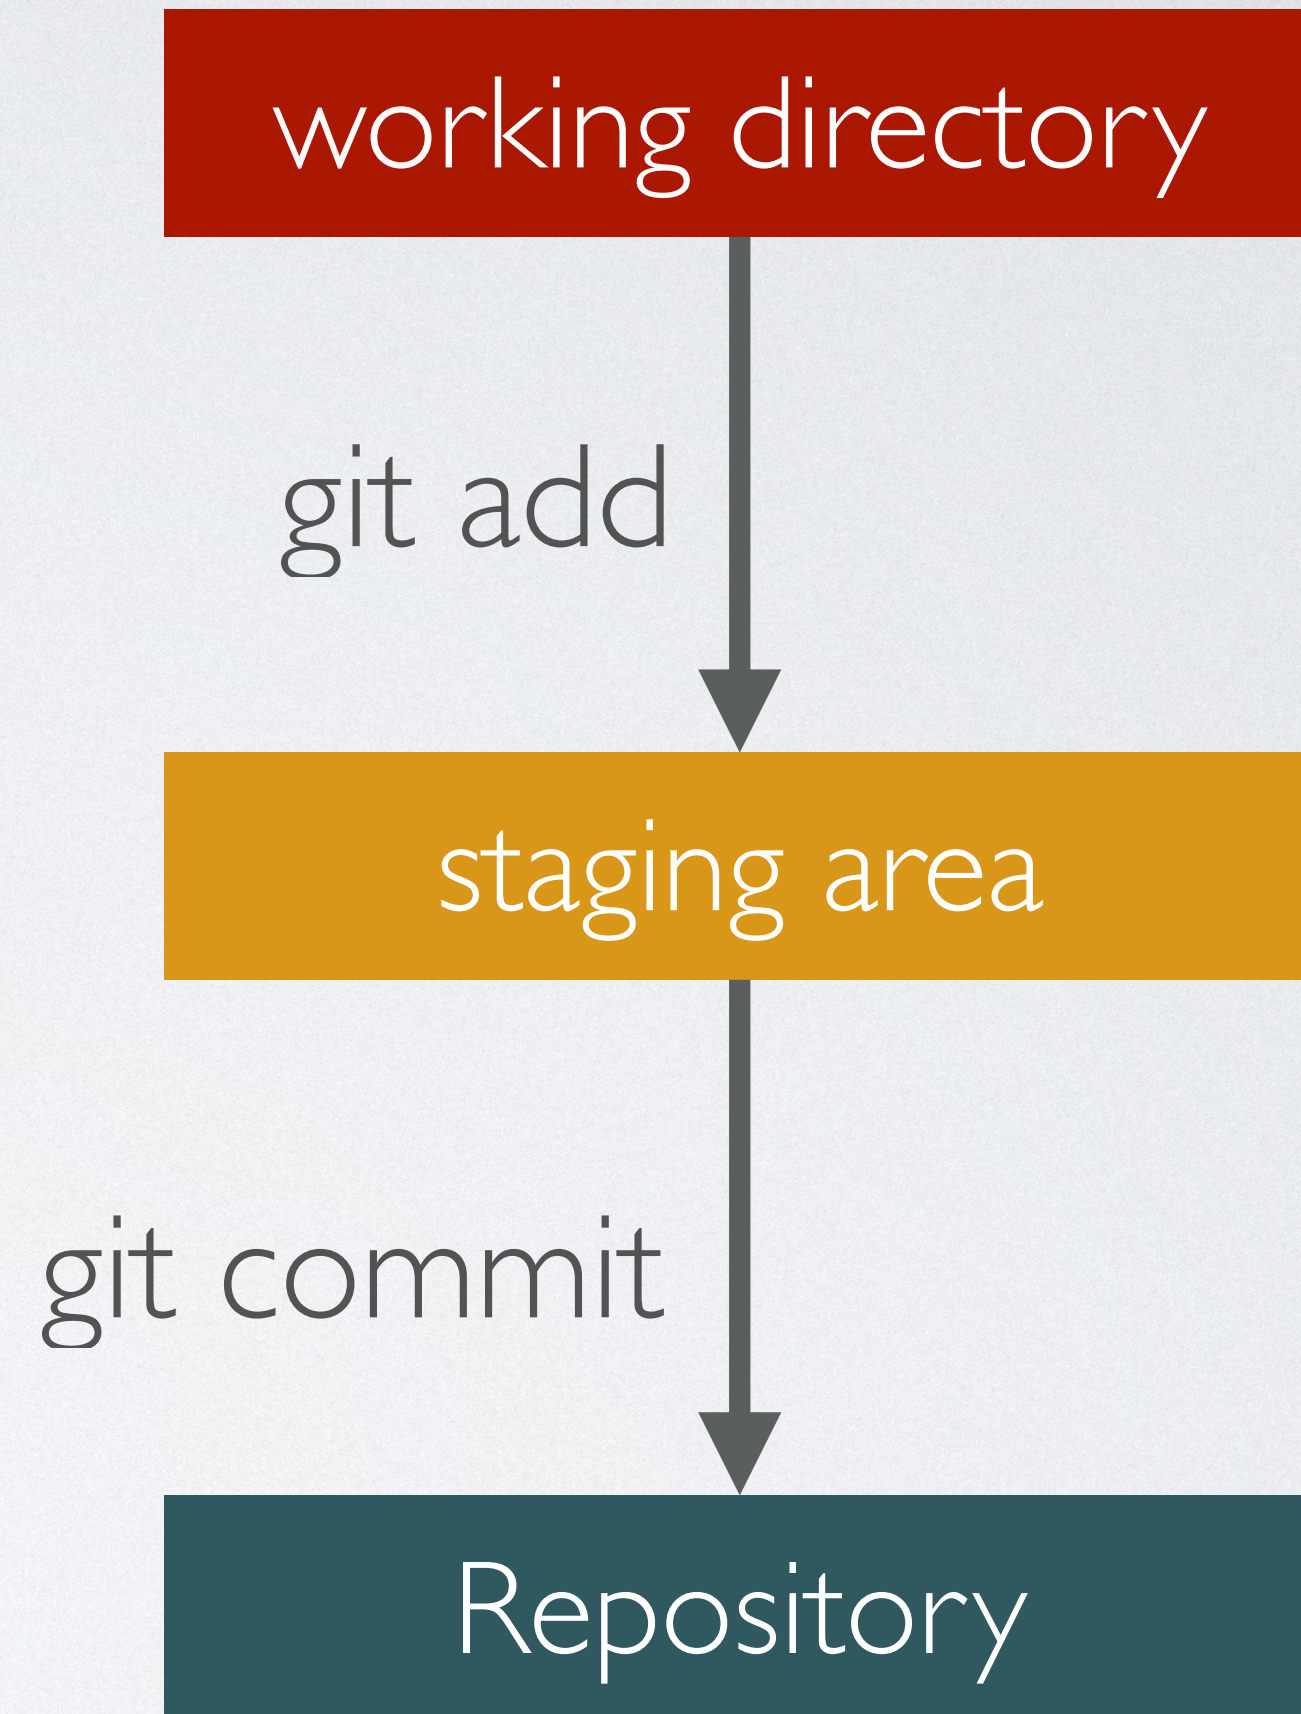 working directory
git add
staging area
git commit
Repository